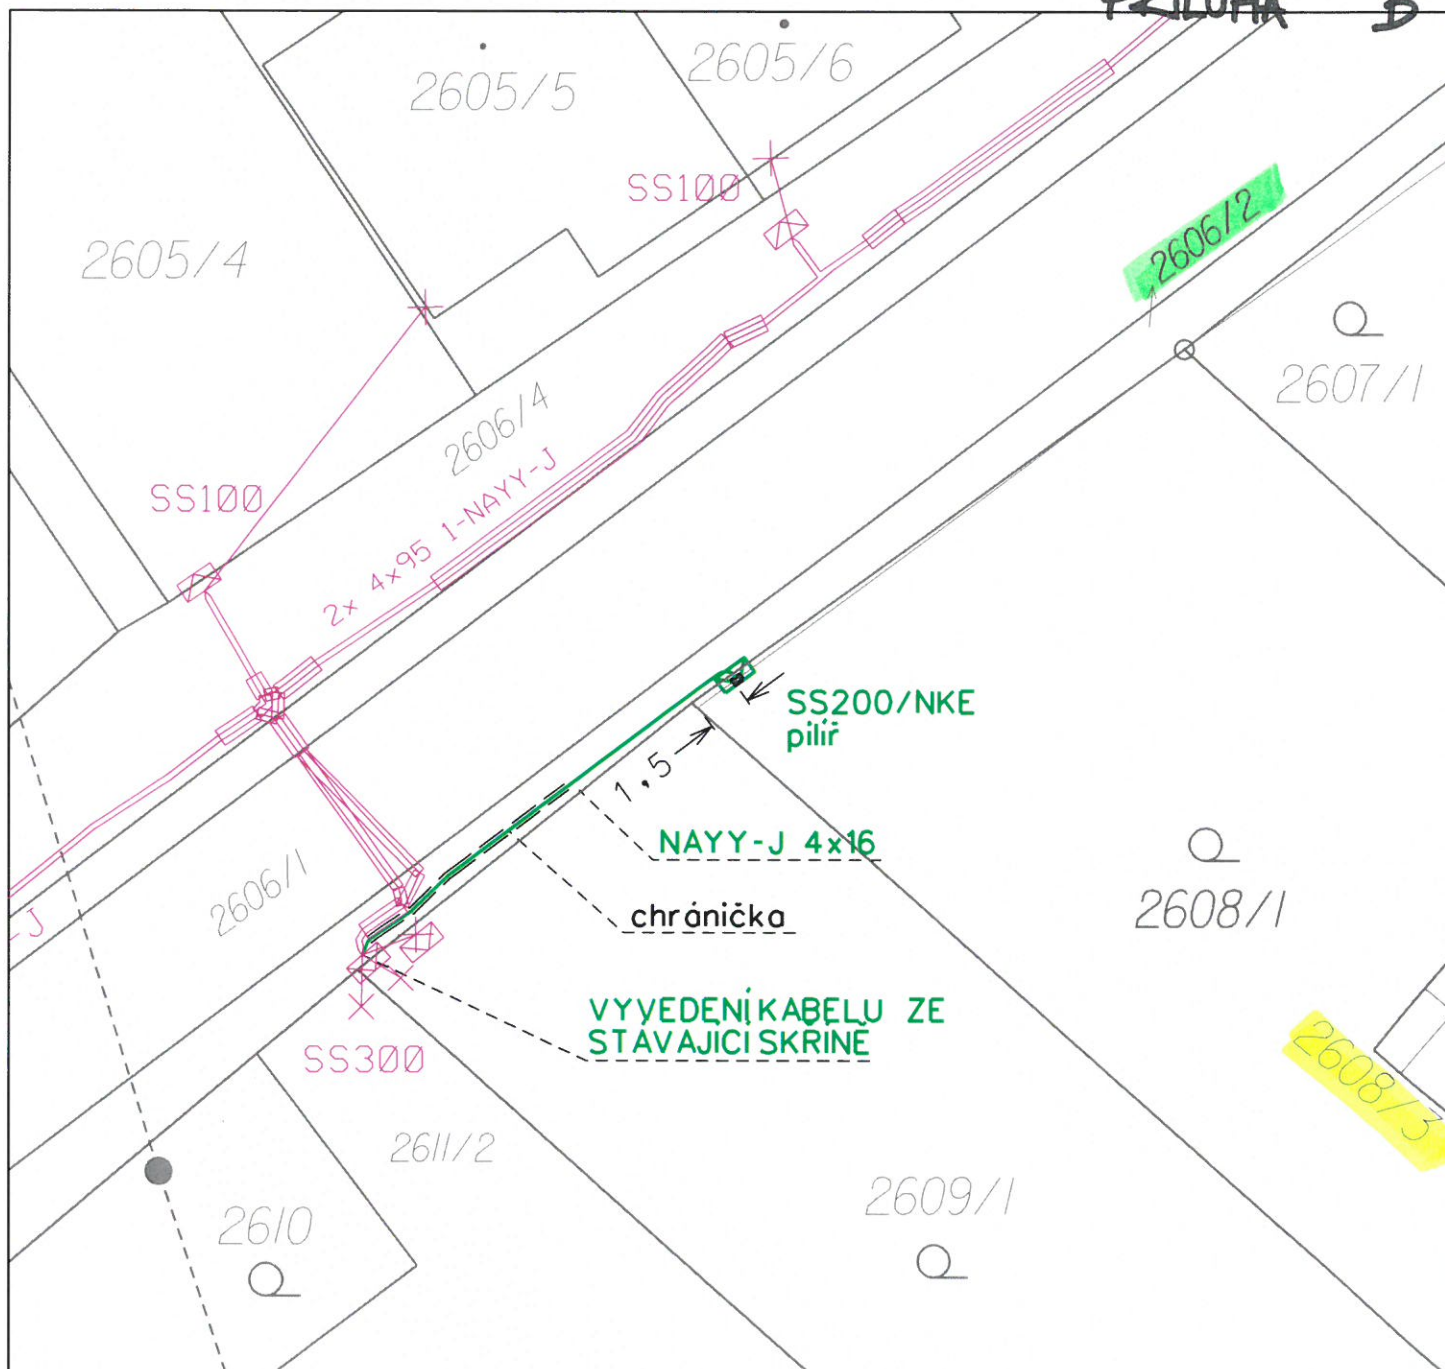 PŘÍLOHA D
2605/6
2605/5
SS100
2606/2
2605/4
2607/1
2606/4
SS100
2x 4x95 1-NAYY-J
SS200/NKE
pilíř
1,5
NAYY-J 4x16
2606/1
2608/1
chránička
-J
VYVEDENÍ KABELU ZE
STÁVAJÍCÍ SKŘÍNĚ
SS300
2608/3
2611/2
2609/1
2610